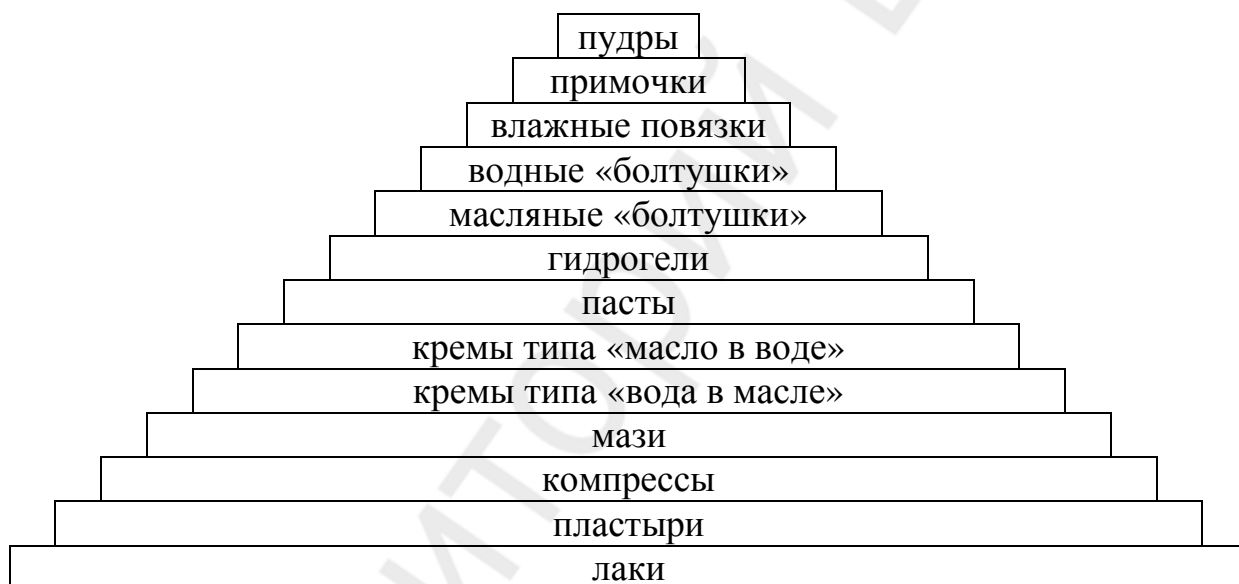 пудры
примочки
влажные повязки
водные «болтушки»
масляные «болтушки»
гидрогели
пасты
кремы типа «масло в воде»
кремы типа «вода в масле»
мази
компрессы
пластыри
лаки